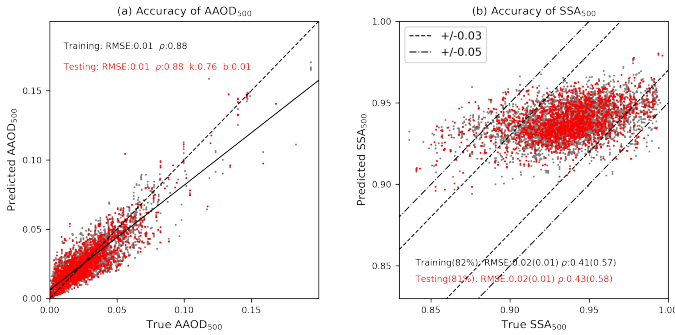 (a) Accuracy of AAOD500
Training: RMSE:0.01 ρ:0.88
Testing: RMSE:0.01 ρ:0.88 k:0.76 b:0.01
0.15
0.10
0.05
0.00
Predicted AAOD500
0.00 0.05 0.10 0.15
True AAOD500
(b) Accuracy of SSA500
+/-0.03
+/-0.05
1.00
0.95
0.90
0.85
Predicted SSA500
Training(82%): RMSE:0.02(0.01) ρ:0.41(0.57)
Testing(81%): RMSE:0.02(0.01) ρ:0.43(0.58)
0.85 0.90 0.95 1.00
True SSA500